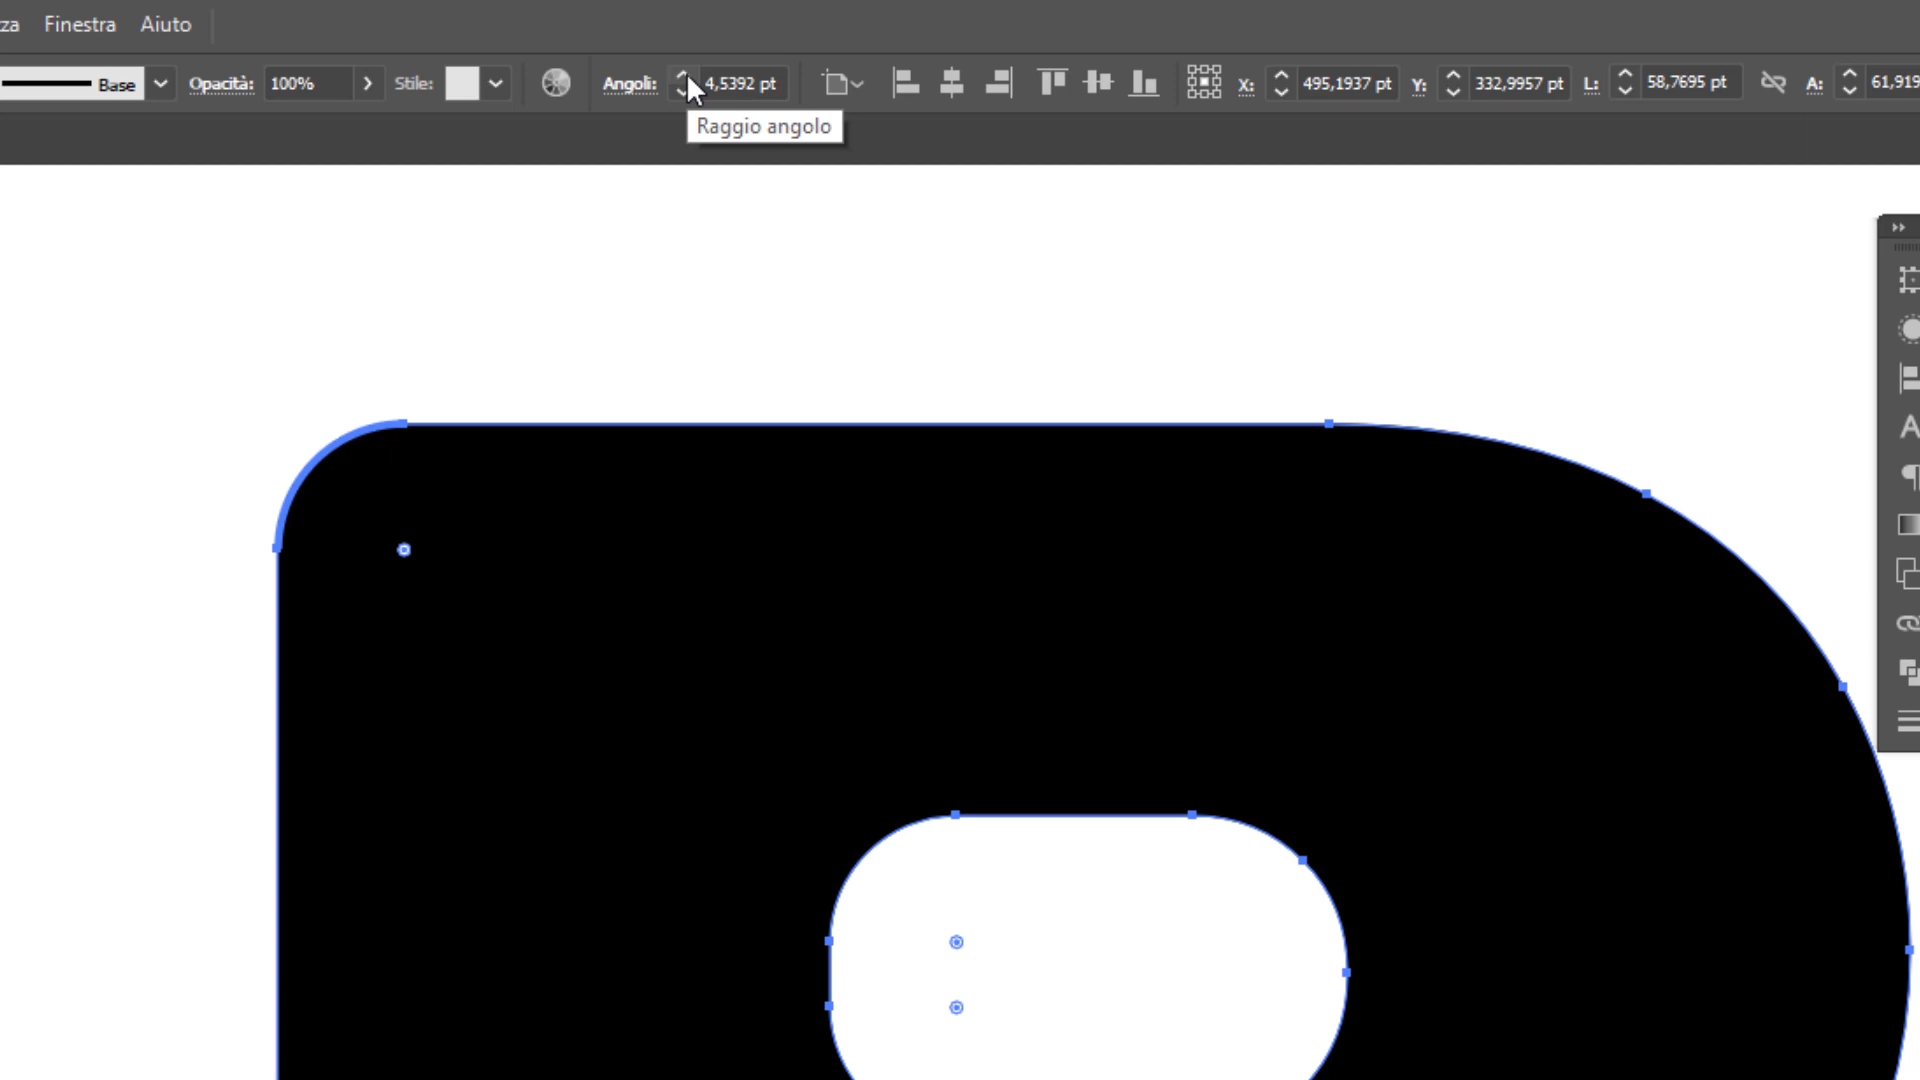 za Finestra Aiuto
Base Opacità: 100% Stile: Angoli: 4,5392 pt X: 495,1937 pt Y: 332,9957 pt L: 58,7695 pt A: 61,919
Raggio angolo